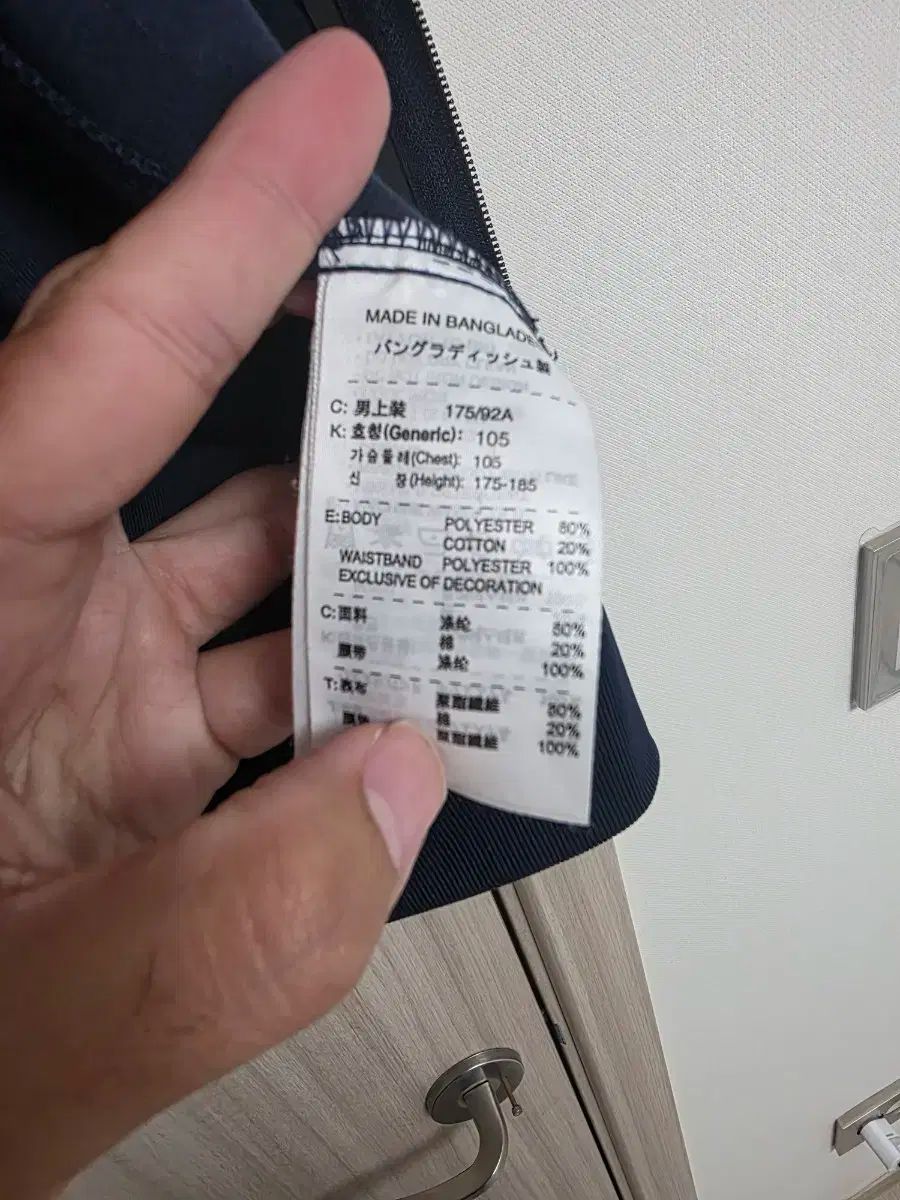 MADE IN BANGLADE
バングラディッシュ製
C: 男上装 175/92A
K: 호칭(Generic): 105
가슴둘레(Chest): 105
신 장(Height): 175-185
E: BODY POLYESTER 80%
COTTON 20%
WAISTBAND POLYESTER 100%
EXCLUSIVE OF DECORATION
C: 面料 涤纶 80%
棉 20%
腰带 涤纶 100%
T: 表布 聚脂纖維 80%
棉 20%
聚脂纖維 100%